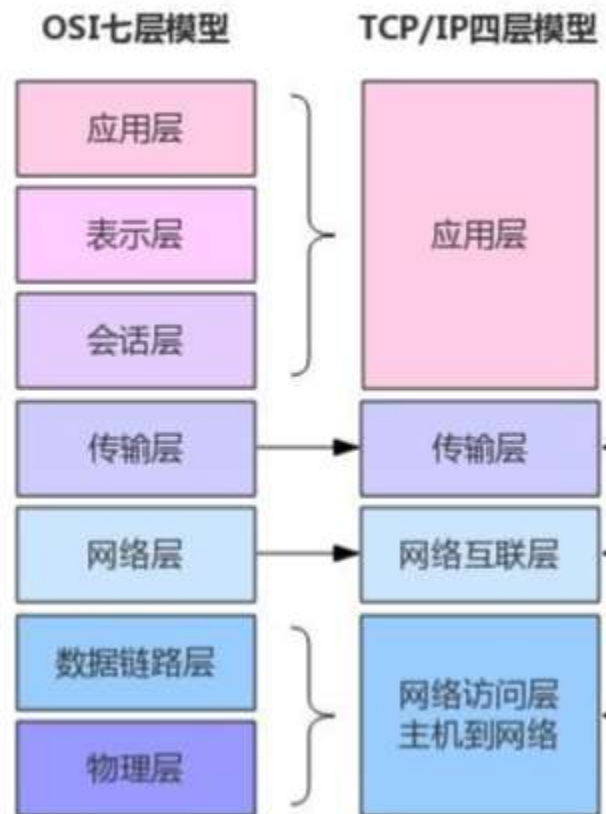 OSI七层模型
TCP/IP四层模型
应用层
表示层
会话层
应用层
传输层
传输层
网络层
网络互联层
数据链路层
物理层
网络访问层
主机到网络